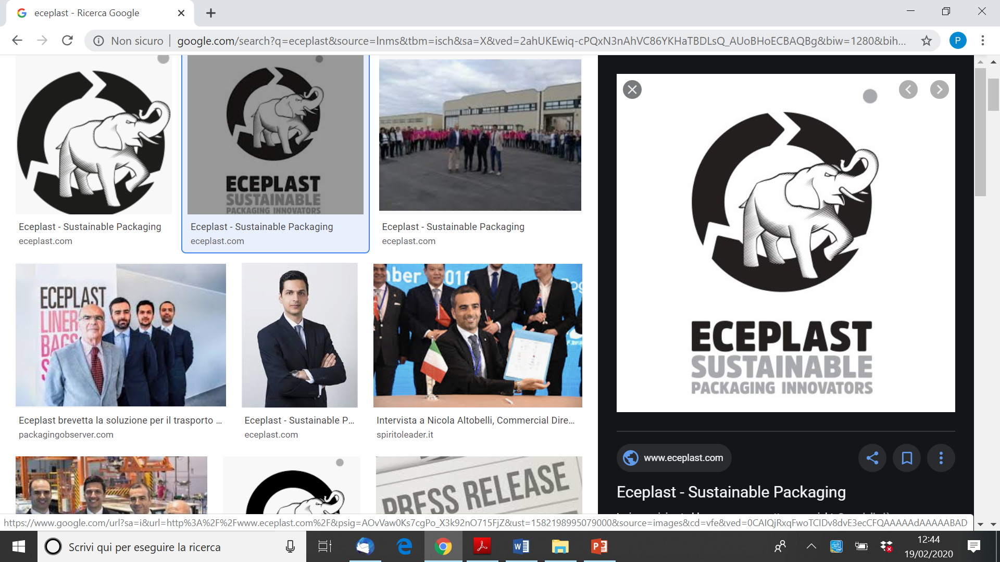 eceplast - Ricerca Google
Non sicuro
google.com/search?q=eceplast&source=lnms&tbm=isch&sa=X&ved=2ahUKEwiq-cPQxN3nAhVC86YKHaTBDLsQ_AUoBHoECBAQBg&biw=1280&bih...
P
ECEPLAST
SUSTAINABLE
PACKAGING INNOVATORS
Eceplast - Sustainable Packaging
eceplast.com
Eceplast - Sustainable Packaging
eceplast.com
Eceplast - Sustainable Packaging
eceplast.com
ECEPLAST
LINER
BAGS
mber 2016
Eceplast brevetta la soluzione per il trasporto ...
packagingobserver.com
Eceplast - Sustainable P...
eceplast.com
Intervista a Nicola Altobelli, Commercial Dire...
spiritoleader.it
PRESS RELEASE
ECEPLAST
SUSTAINABLE
PACKAGING INNOVATORS
www.eceplast.com
Eceplast - Sustainable Packaging
https://www.google.com/url?sa=i&url=http%3A%2F%2Fwww.eceplast.com%2F&psig=AOvVaw0Ks7cgPo_X3k92nO715FjZ&ust=1582198995079000&source=images&cd=vfe&ved=0CAIQjRxqFwoTCIDv8dvE3ecCFQAAAAAdAAAAABAD
Scrivi qui per eseguire la ricerca
12:44
19/02/2020